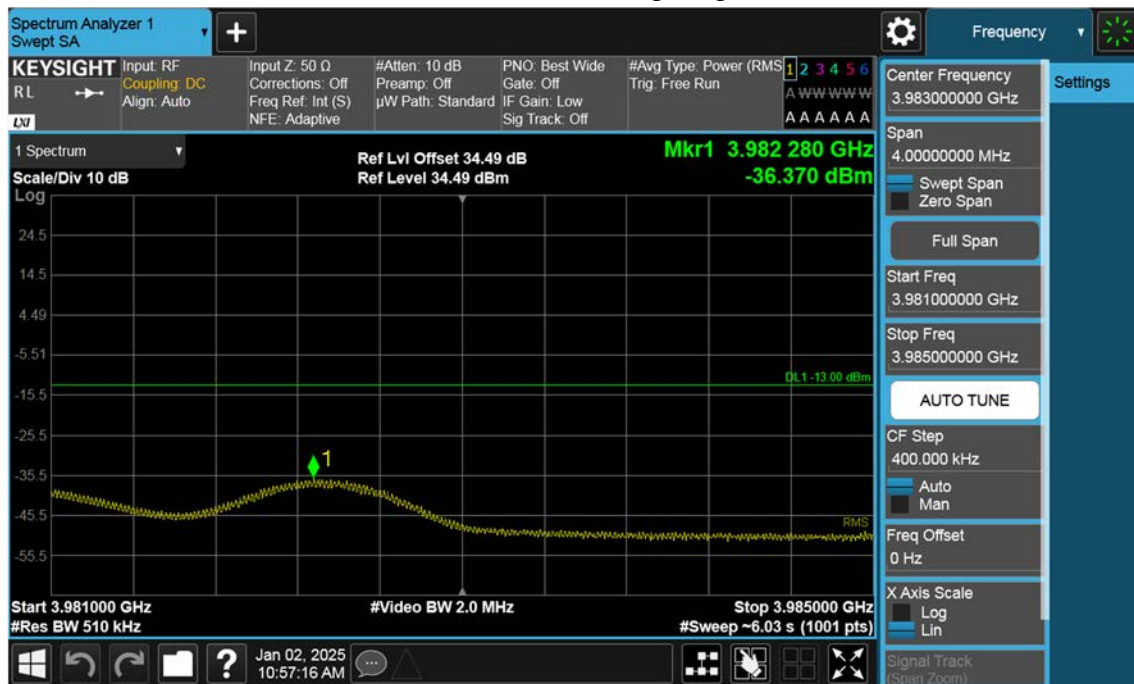 Spectrum Analyzer 1
Swept SA
Frequency
KEYSIGHT
RL
LXI
Input: RF
Coupling: DC
Align: Auto
Input Z: 50 Ω
Corrections: Off
Freq Ref: Int (S)
NFE: Adaptive
#Atten: 10 dB
Preamp: Off
µW Path: Standard
PNO: Best Wide
Gate: Off
IF Gain: Low
Sig Track: Off
#Avg Type: Power (RMS
Trig: Free Run
1 2 3 4 5 6
A W W W W W
A A A A A A
1 Spectrum
Scale/Div 10 dB
Ref Lvl Offset 34.49 dB
Ref Level 34.49 dBm
Mkr1 3.982 280 GHz
-36.370 dBm
Log
24.5
14.5
4.49
-5.51
DL1 -13.00 dBm
-15.5
-25.5
1
-35.5
-45.5
RMS
-55.5
Start 3.981000 GHz
#Video BW 2.0 MHz
Stop 3.985000 GHz
#Res BW 510 kHz
#Sweep ~6.03 s (1001 pts)
Jan 02, 2025
10:57:16 AM
Center Frequency
3.983000000 GHz
Settings
Span
4.00000000 MHz
Swept Span
Zero Span
Full Span
Start Freq
3.981000000 GHz
Stop Freq
3.985000000 GHz
AUTO TUNE
CF Step
400.000 kHz
Auto
Man
Freq Offset
0 Hz
X Axis Scale
Log
Lin
Signal Track
(Span Zoom)